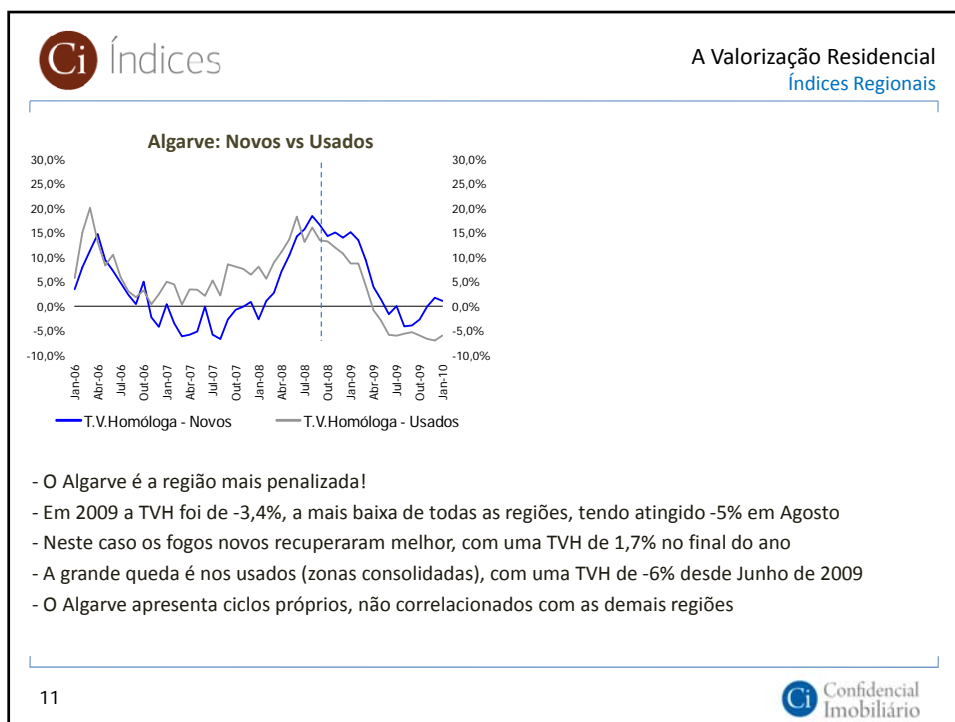 Ci Índices
A Valorização Residencial
Índices Regionais
Algarve: Novos vs Usados
30,0% 30,0%
25,0% 25,0%
20,0% 20,0%
15,0% 15,0%
10,0% 10,0%
5,0% 5,0%
0,0% 0,0%
-5,0% -5,0%
-10,0% -10,0%
Jan-06 Abr-06 Jul-06 Out-06 Jan-07 Abr-07 Jul-07 Out-07 Jan-08 Abr-08 Jul-08 Out-08 Jan-09 Abr-09 Jul-09 Out-09 Jan-10
T.V.Homóloga - Novos T.V.Homóloga - Usados
- O Algarve é a região mais penalizada!
- Em 2009 a TVH foi de -3,4%, a mais baixa de todas as regiões, tendo atingido -5% em Agosto
- Neste caso os fogos novos recuperaram melhor, com uma TVH de 1,7% no final do ano
- A grande queda é nos usados (zonas consolidadas), com uma TVH de -6% desde Junho de 2009
- O Algarve apresenta ciclos próprios, não correlacionados com as demais regiões
11
Ci Confidencial
Imobiliário